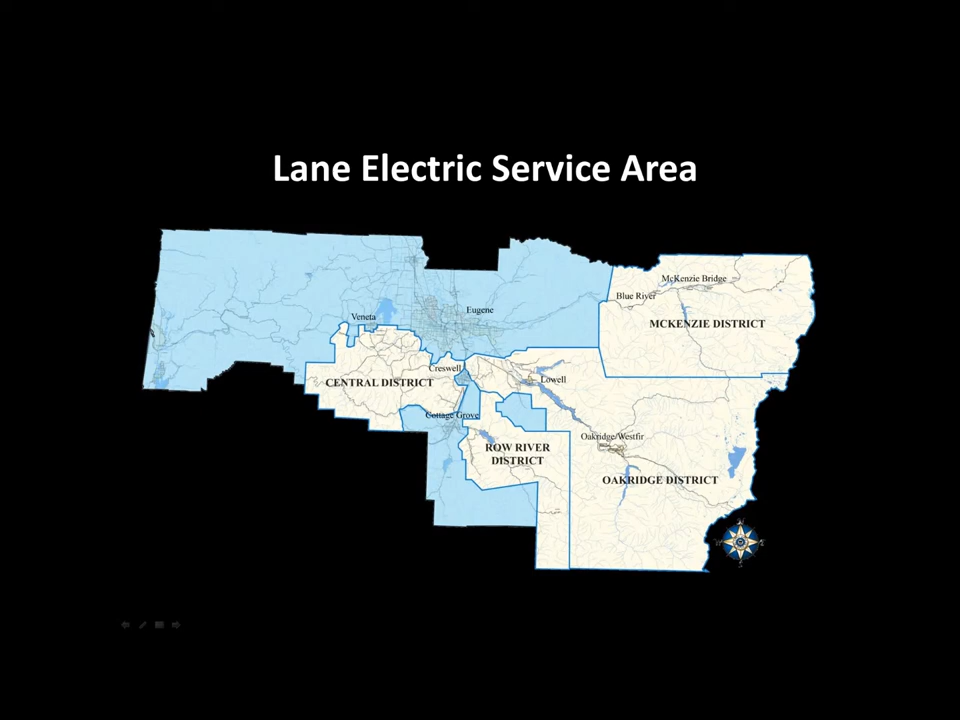 Lane Electric Service Area
McKenzie Bridge
Blue River
Eugene
Veneta
MCKENZIE DISTRICT
Creswell
CENTRAL DISTRICT
Lowell
Cottage Grove
Oakridge/Westfir
ROW RIVER
DISTRICT
OAKRIDGE DISTRICT